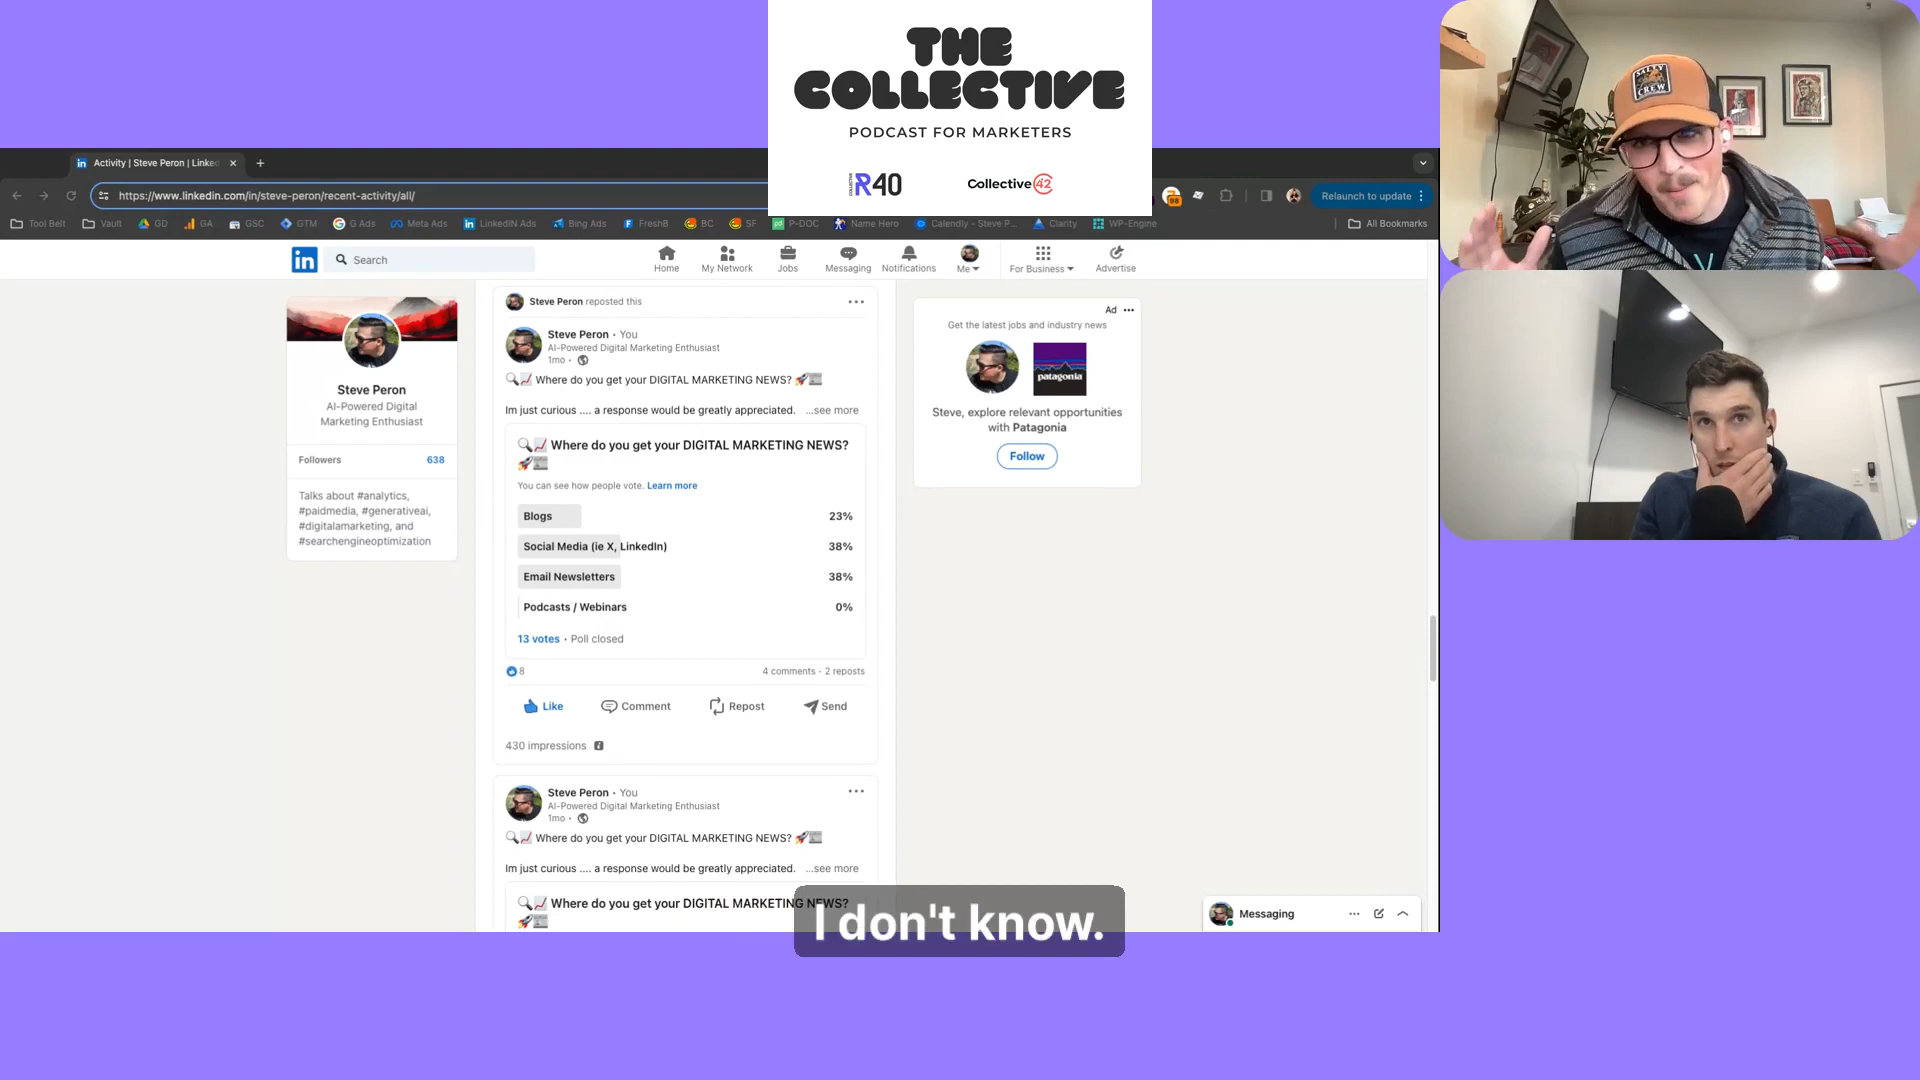 THE
COLLECTIVE
PODCAST FOR MARKETERS
COLLECTIVE R40
Collective 42
Activity | Steve Peron | Linke
https://www.linkedin.com/in/steve-peron/recent-activity/all/
Relaunch to update
Tool Belt
Vault
GD
GA
GSC
GTM
G Ads
Meta Ads
LinkedIN Ads
Bing Ads
FreshB
BC
SF
P-DOC
Name Hero
Calendly - Steve P...
Clarity
WP-Engine
All Bookmarks
in
Search
Home
My Network
Jobs
Messaging
Notifications
Me
For Business
Advertise
Steve Peron
AI-Powered Digital
Marketing Enthusiast
Followers 638
Talks about #analytics,
#paidmedia, #generativeai,
#digitalamarketing, and
#searchengineoptimization
Steve Peron reposted this
Steve Peron • You
AI-Powered Digital Marketing Enthusiast
1mo •
Where do you get your DIGITAL MARKETING NEWS?
Im just curious .... a response would be greatly appreciated. ...see more
Where do you get your DIGITAL MARKETING NEWS?
You can see how people vote. Learn more
Blogs 23%
Social Media (ie X, LinkedIn) 38%
Email Newsletters 38%
Podcasts / Webinars 0%
13 votes • Poll closed
8
4 comments • 2 reposts
Like
Comment
Repost
Send
430 impressions
Steve Peron • You
AI-Powered Digital Marketing Enthusiast
1mo •
Where do you get your DIGITAL MARKETING NEWS?
Im just curious .... a response would be greatly appreciated. ...see more
Where do you get your DIGITAL MARKETING NEWS?
Ad
Get the latest jobs and industry news
patagonia
Steve, explore relevant opportunities
with Patagonia
Follow
Messaging
SALTY
CREW
I don't know.